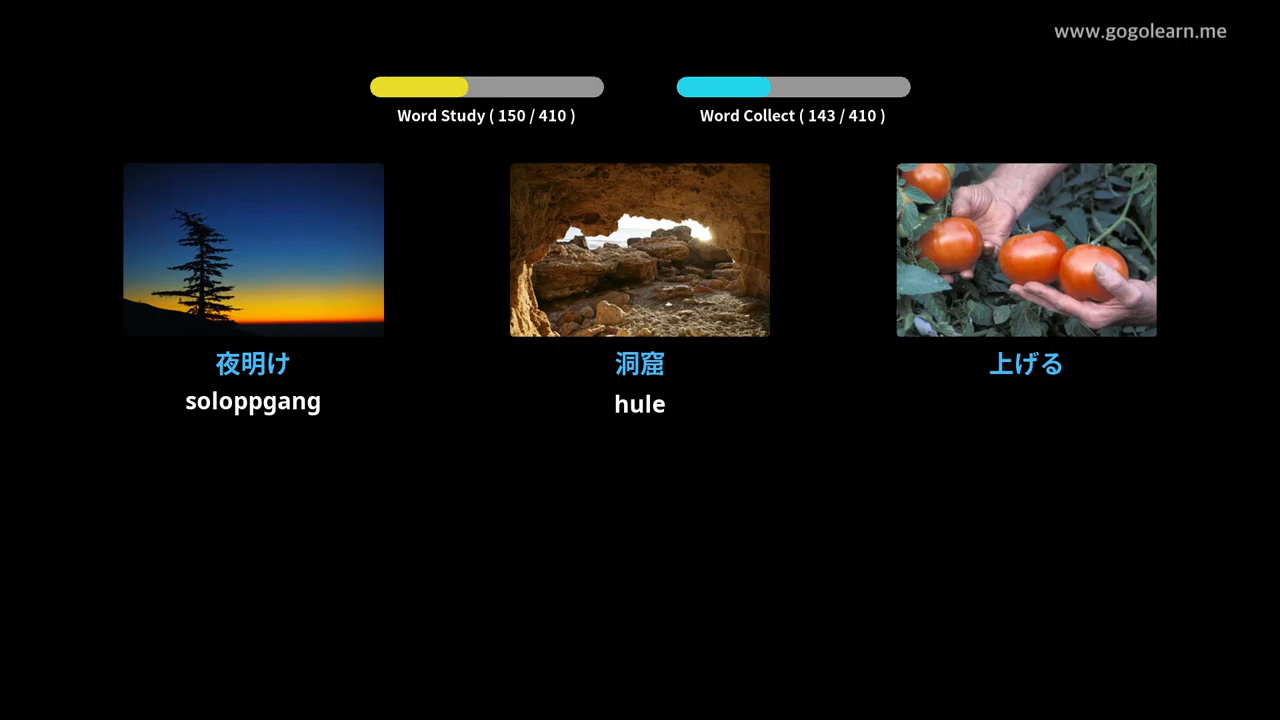 www.gogolearn.me
Word Study ( 150 / 410 )
Word Collect ( 143 / 410 )
夜明け
soloppgang
洞窟
hule
上げる